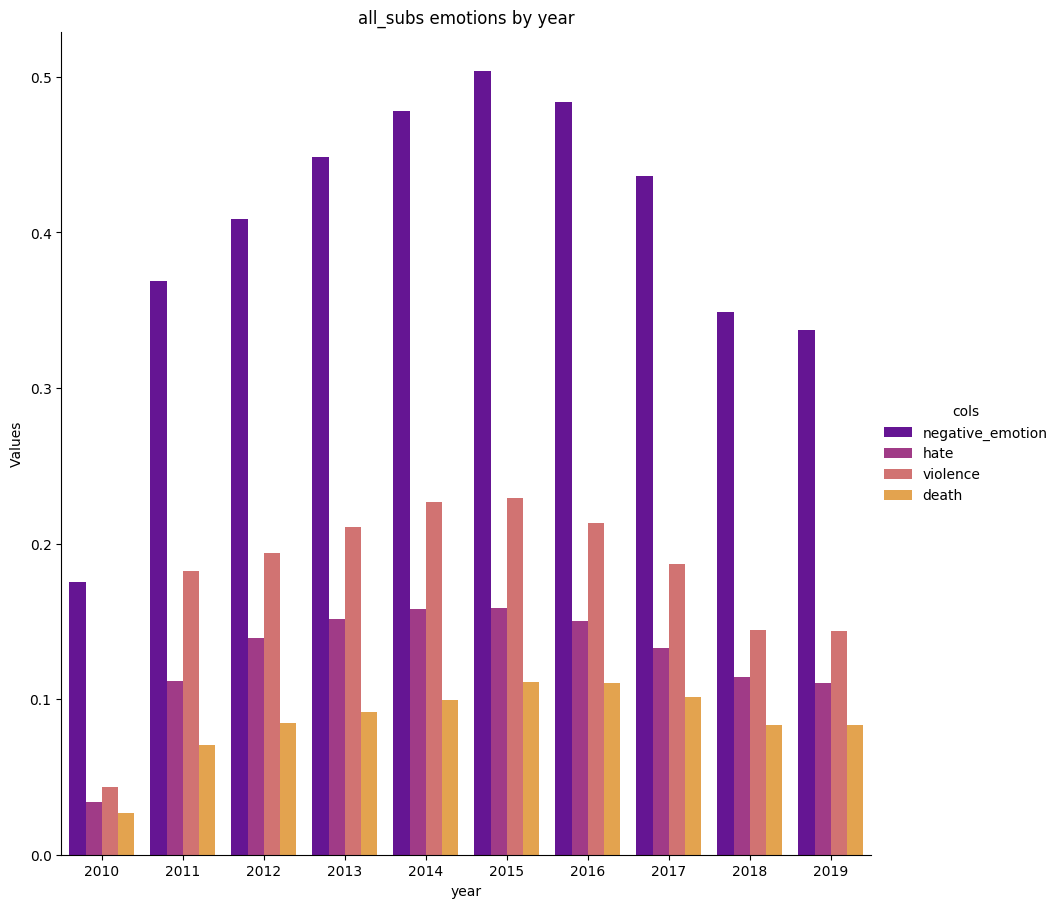 all_subs emotions by year
0.5
0.4
0.3
0.2
0.1
0.0
Values
2010 2011 2012 2013 2014 2015 2016 2017 2018 2019
year
cols
negative_emotion
hate
violence
death